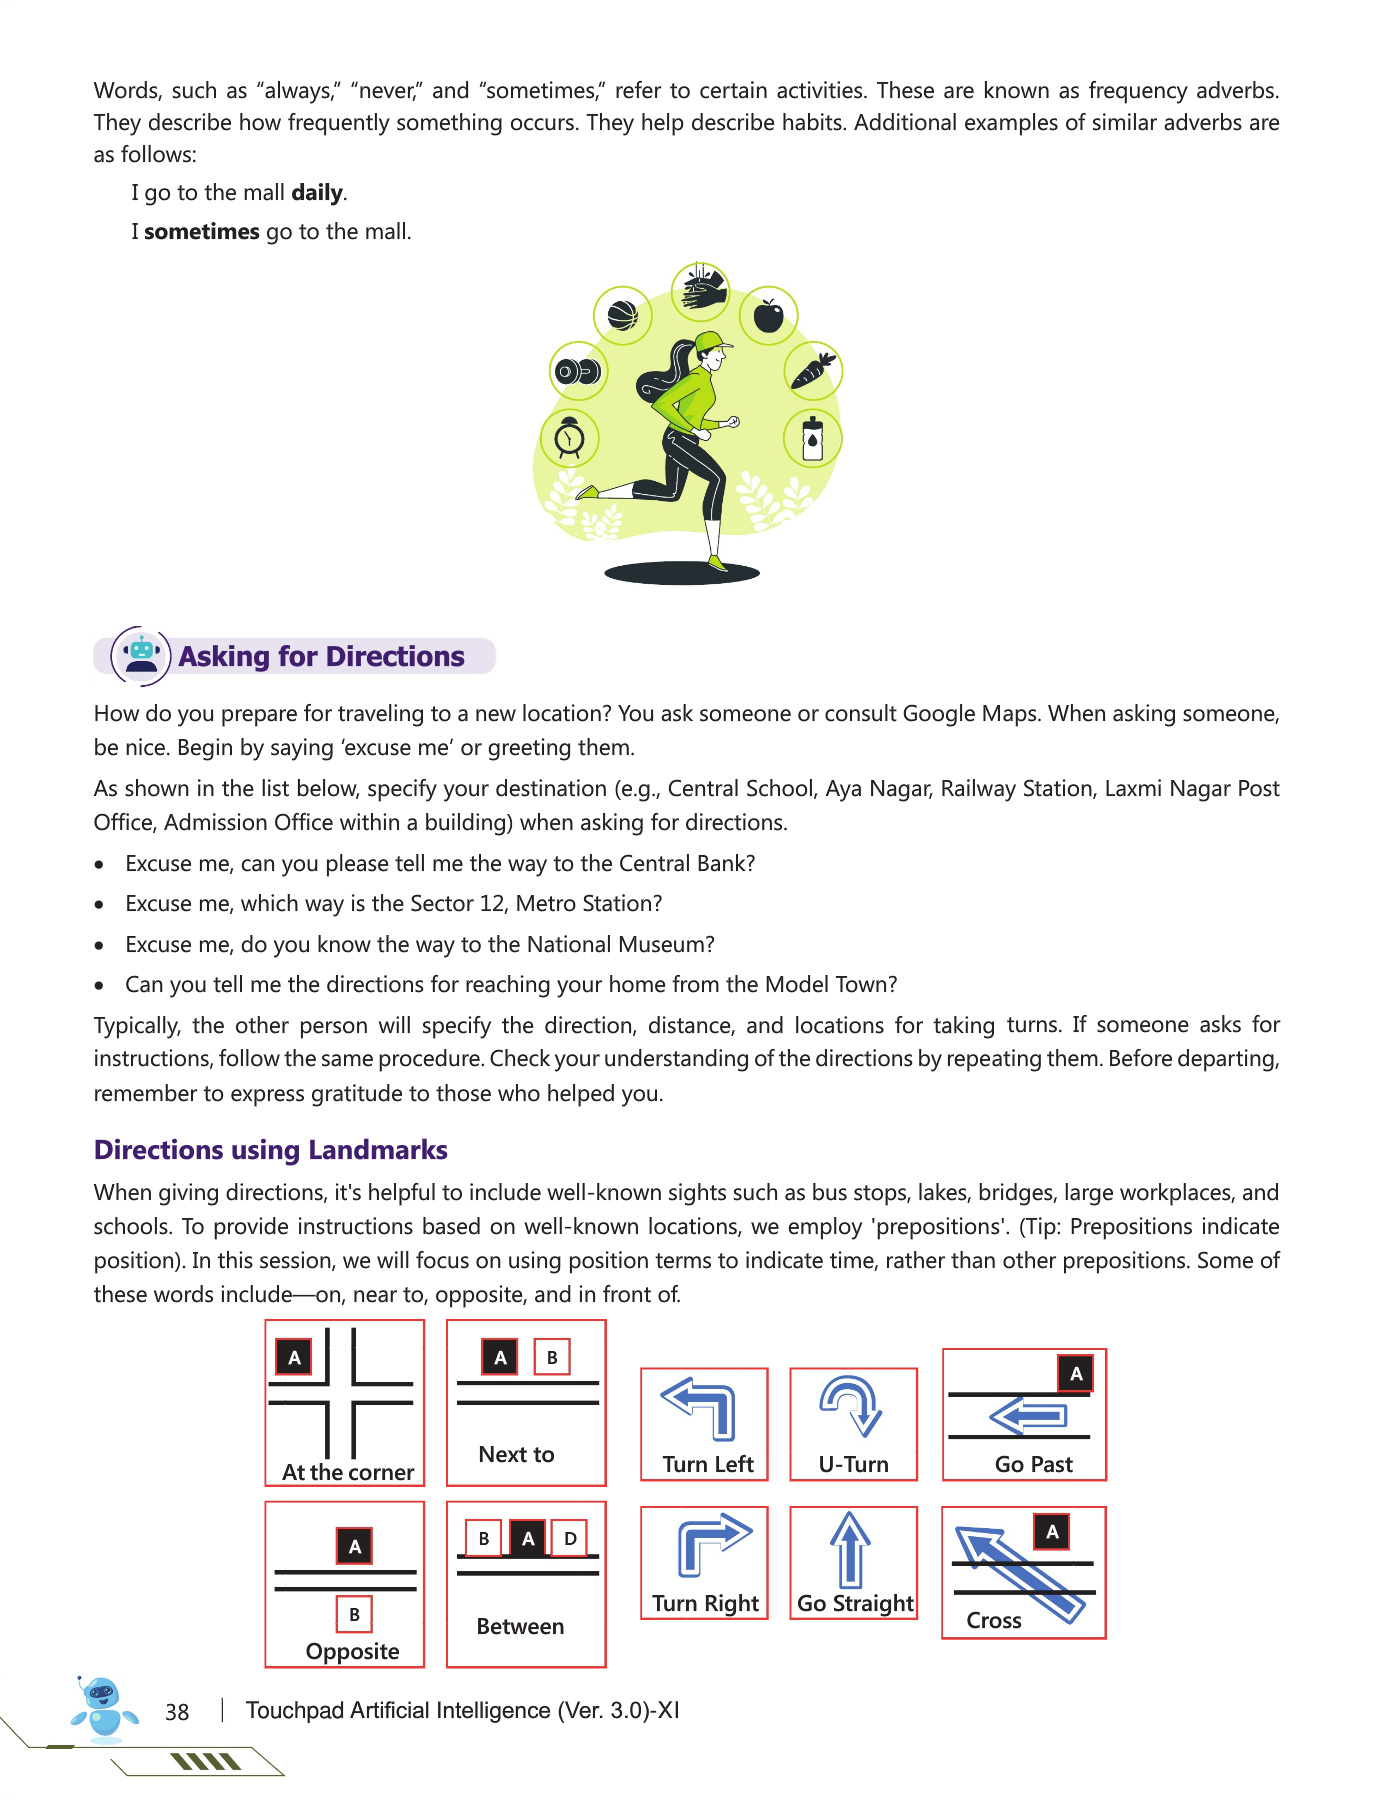 Words, such as “always,” “never,” and “sometimes,” refer to certain activities. These are known as frequency adverbs.
They describe how frequently something occurs. They help describe habits. Additional examples of similar adverbs are
as follows:
I go to the mall daily.
I sometimes go to the mall.
Asking for Directions
How do you prepare for traveling to a new location? You ask someone or consult Google Maps. When asking someone,
be nice. Begin by saying ‘excuse me’ or greeting them.
As shown in the list below, specify your destination (e.g., Central School, Aya Nagar, Railway Station, Laxmi Nagar Post
Office, Admission Office within a building) when asking for directions.
• Excuse me, can you please tell me the way to the Central Bank?
• Excuse me, which way is the Sector 12, Metro Station?
• Excuse me, do you know the way to the National Museum?
• Can you tell me the directions for reaching your home from the Model Town?
Typically, the other person will specify the direction, distance, and locations for taking turns. If someone asks for
instructions, follow the same procedure. Check your understanding of the directions by repeating them. Before departing,
remember to express gratitude to those who helped you.
Directions using Landmarks
When giving directions, it's helpful to include well-known sights such as bus stops, lakes, bridges, large workplaces, and
schools. To provide instructions based on well-known locations, we employ 'prepositions'. (Tip: Prepositions indicate
position). In this session, we will focus on using position terms to indicate time, rather than other prepositions. Some of
these words include—on, near to, opposite, and in front of.
A
At the corner
A B
Next to
Turn Left
U-Turn
A
Go Past
A
B
Opposite
B A D
Between
Turn Right
Go Straight
A
Cross
38 | Touchpad Artificial Intelligence (Ver. 3.0)-XI